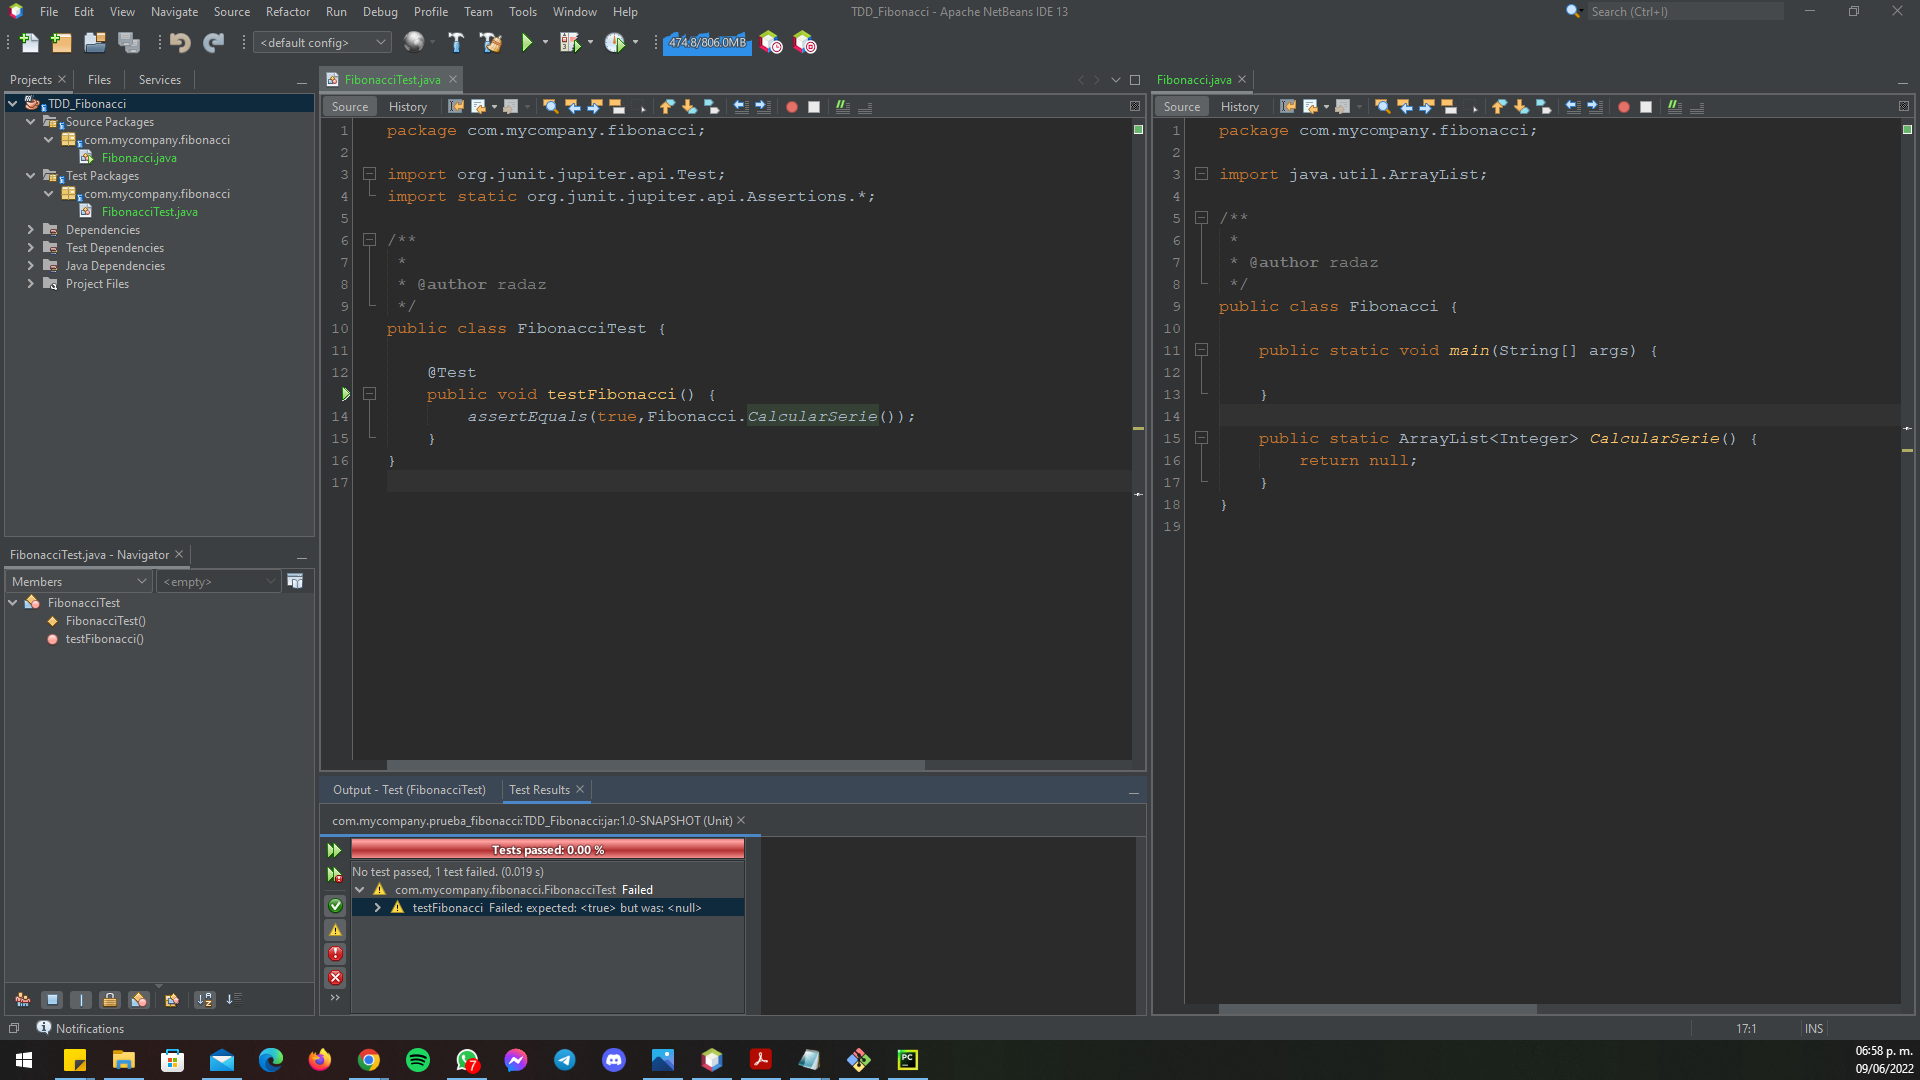 File Edit View Navigate Source Refactor Run Debug Profile Team Tools Window Help
TDD_Fibonacci - Apache NetBeans IDE 13
Search (Ctrl+I)
<default config>
474.8/806.0MB
Projects Files Services
TDD_Fibonacci
Source Packages
com.mycompany.fibonacci
Fibonacci.java
Test Packages
com.mycompany.fibonacci
FibonacciTest.java
Dependencies
Test Dependencies
Java Dependencies
Project Files
FibonacciTest.java - Navigator
Members <empty>
FibonacciTest
FibonacciTest()
testFibonacci()
FibonacciTest.java
Source History
1 package com.mycompany.fibonacci;
2
3 import org.junit.jupiter.api.Test;
4 import static org.junit.jupiter.api.Assertions.*;
5
6 /**
7 *
8 * @author radaz
9 */
10 public class FibonacciTest {
11
12 @Test
public void testFibonacci() {
14 assertEquals(true,Fibonacci.CalcularSerie());
15 }
16 }
17
Fibonacci.java
Source History
1 package com.mycompany.fibonacci;
2
3 import java.util.ArrayList;
4
5 /**
6 *
7 * @author radaz
8 */
9 public class Fibonacci {
10
11 public static void main(String[] args) {
12
13 }
14
15 public static ArrayList<Integer> CalcularSerie() {
16 return null;
17 }
18 }
19
Output - Test (FibonacciTest) Test Results
com.mycompany.prueba_fibonacci:TDD_Fibonacci:jar:1.0-SNAPSHOT (Unit)
Tests passed: 0.00 %
No test passed, 1 test failed. (0.019 s)
com.mycompany.fibonacci.FibonacciTest Failed
testFibonacci Failed: expected: <true> but was: <null>
Notifications
17:1 INS
7
PC
06:58 p. m.
09/06/2022